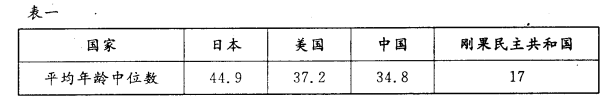 表一
国家 日本 美国 中国 刚果民主共和国
平均年龄中位数 44.9 37.2 34.8 17